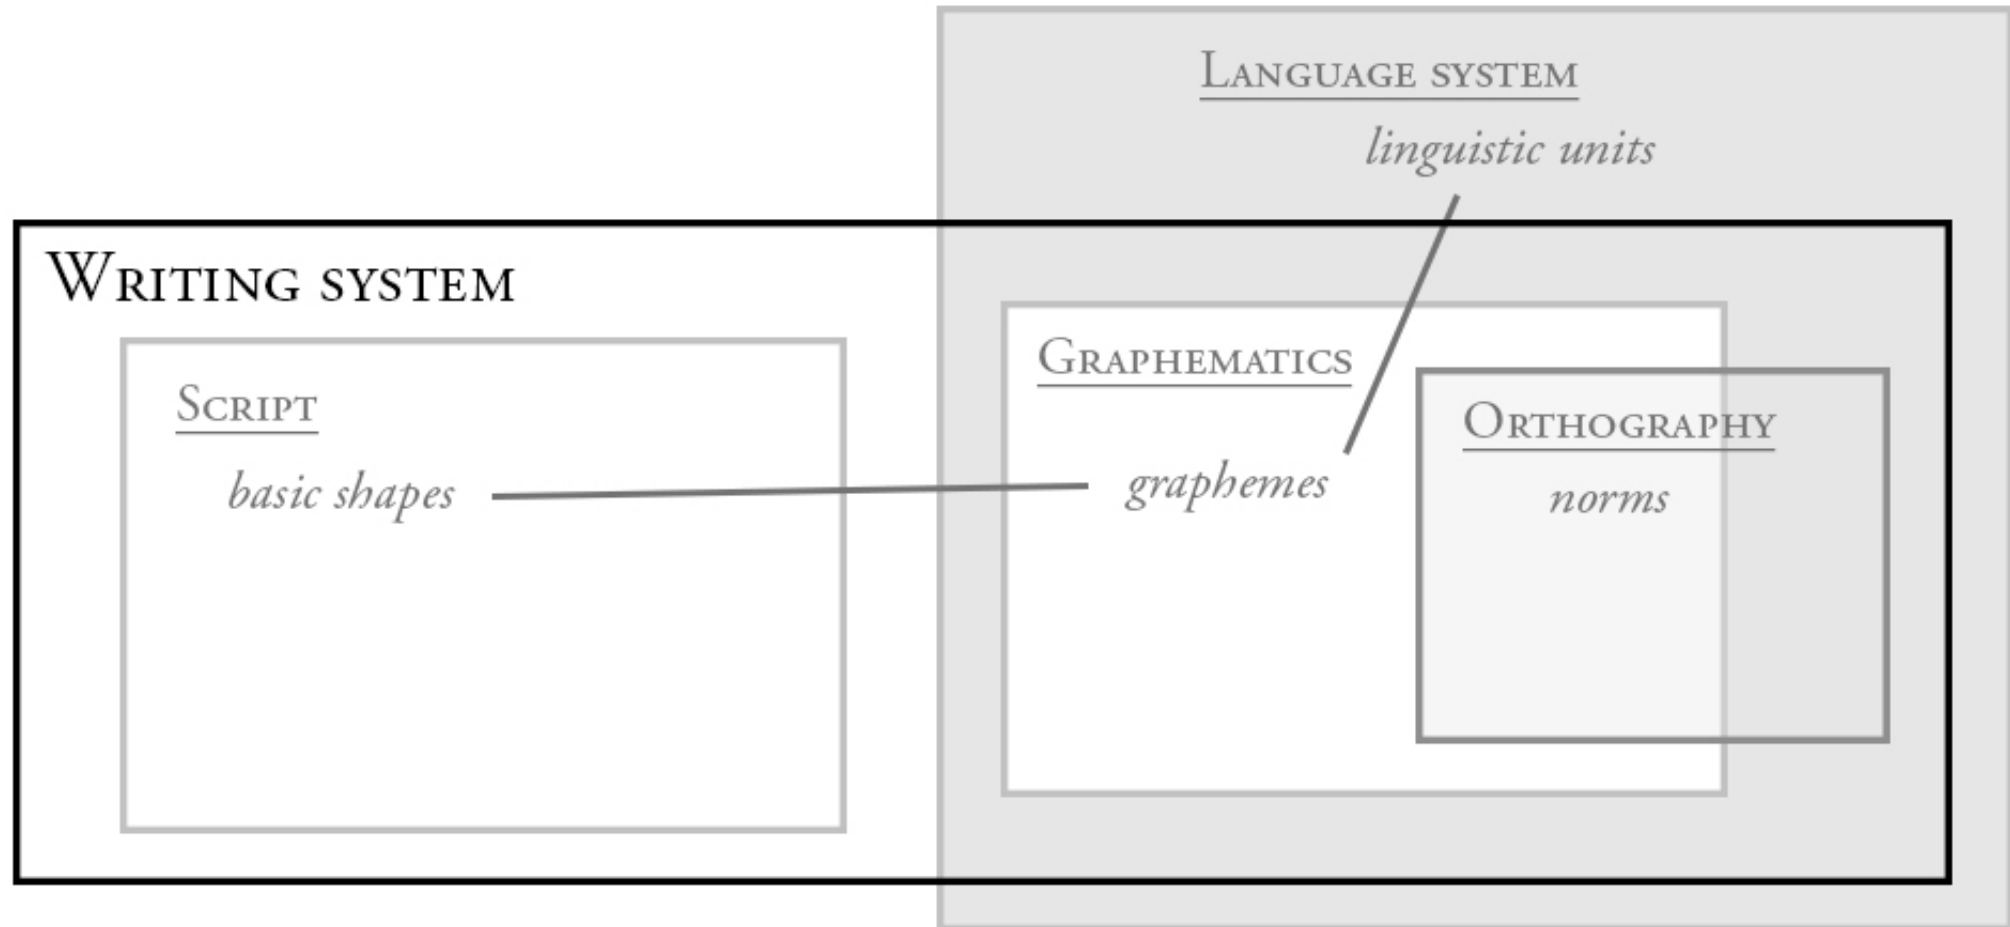 Language system
linguistic units
Writing system
Script
basic shapes
Graphematics
graphemes
Orthography
norms